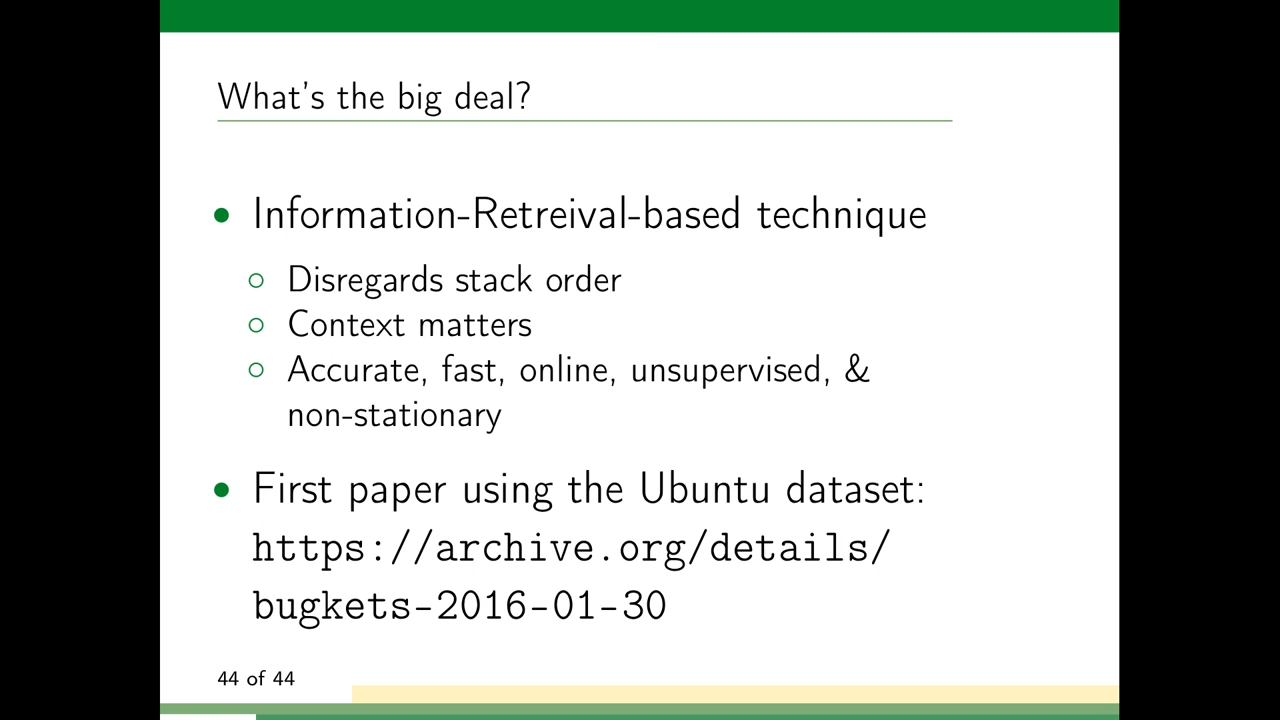 What's the big deal?
• Information-Retreival-based technique
○ Disregards stack order
○ Context matters
○ Accurate, fast, online, unsupervised, &
non-stationary
• First paper using the Ubuntu dataset:
https://archive.org/details/
bugkets-2016-01-30
44 of 44